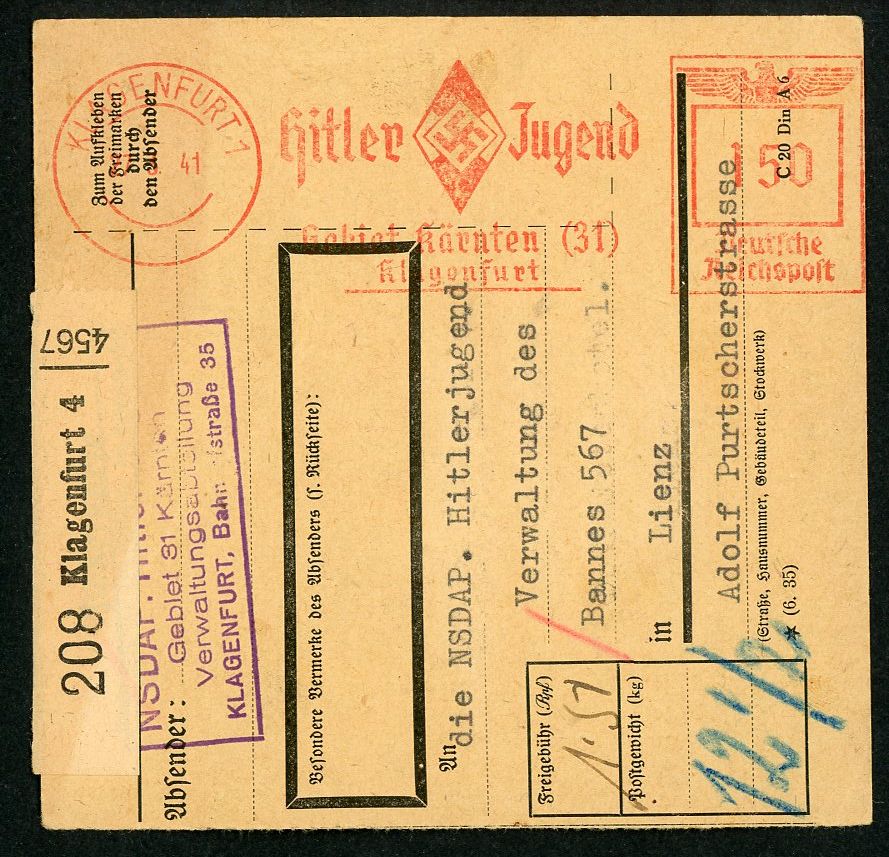 KLAGENFURT 1
41
Hitler Jugend
Gebiet Kärnten (31)
Klagenfurt
150
Deutsche
Reichspost
Zum Aufkleben
der Freimarken
durch
den Absender
C 20 Din A 6
4567
208 Klagenfurt 4
Absender:
NSDAP.
Gebiet 31 Kärnten
Verwaltungsabteilung
KLAGENFURT, straße 35
Besondere Vermerke des Absenders (s. Rückseite):
An
die NSDAP. Hitlerjugend
Verwaltung des
Bannes 567
in Lienz
Adolf Purtscherstrasse
(Straße, Hausnummer, Gebäudeteil, Stockwerk)
★ (6. 35)
Freigebühr (Rpf)
1.51
Postgewicht (kg)